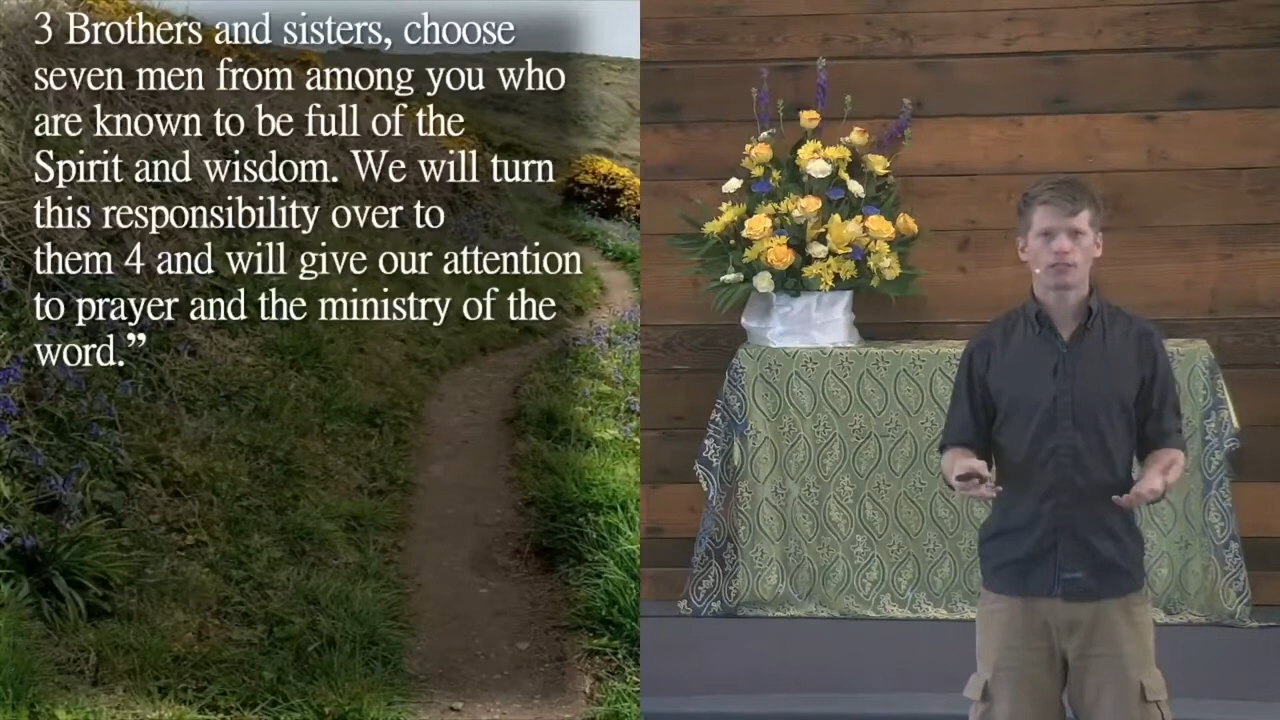 3 Brothers and sisters, choose
seven men from among you who
are known to be full of the
Spirit and wisdom. We will turn
this responsibility over to
them 4 and will give our attention
to prayer and the ministry of the
word.”